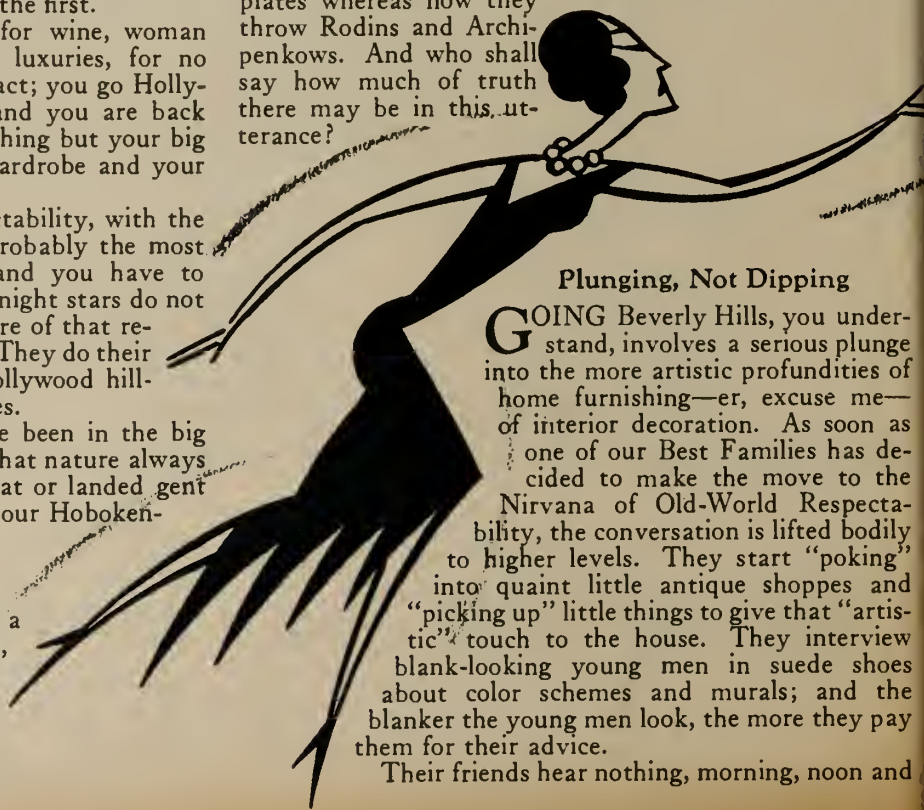 the first.
for wine, woman
luxuries, for no
act; you go Holly-
nd you are back
hing but your big
ardrobe and your
tability, with the
robably the most
and you have to
night stars do not
re of that re-
They do their
ollywood hill-
es.
e been in the big
hat nature always
at or landed gent
our Hoboken-
a
,
plates whereas now they
throw Rodins and Archi-
penkows. And who shall
say how much of truth
there may be in this ut-
terance?
Plunging, Not Dipping
GOING Beverly Hills, you under-
stand, involves a serious plunge
into the more artistic profundities of
home furnishing—er, excuse me—
of interior decoration. As soon as
one of our Best Families has de-
cided to make the move to the
Nirvana of Old-World Respecta-
bility, the conversation is lifted bodily
to higher levels. They start "poking"
into quaint little antique shoppes and
"picking up" little things to give that "artis-
tic" touch to the house. They interview
blank-looking young men in suede shoes
about color schemes and murals; and the
blanker the young men look, the more they pay
them for their advice.
Their friends hear nothing, morning, noon and